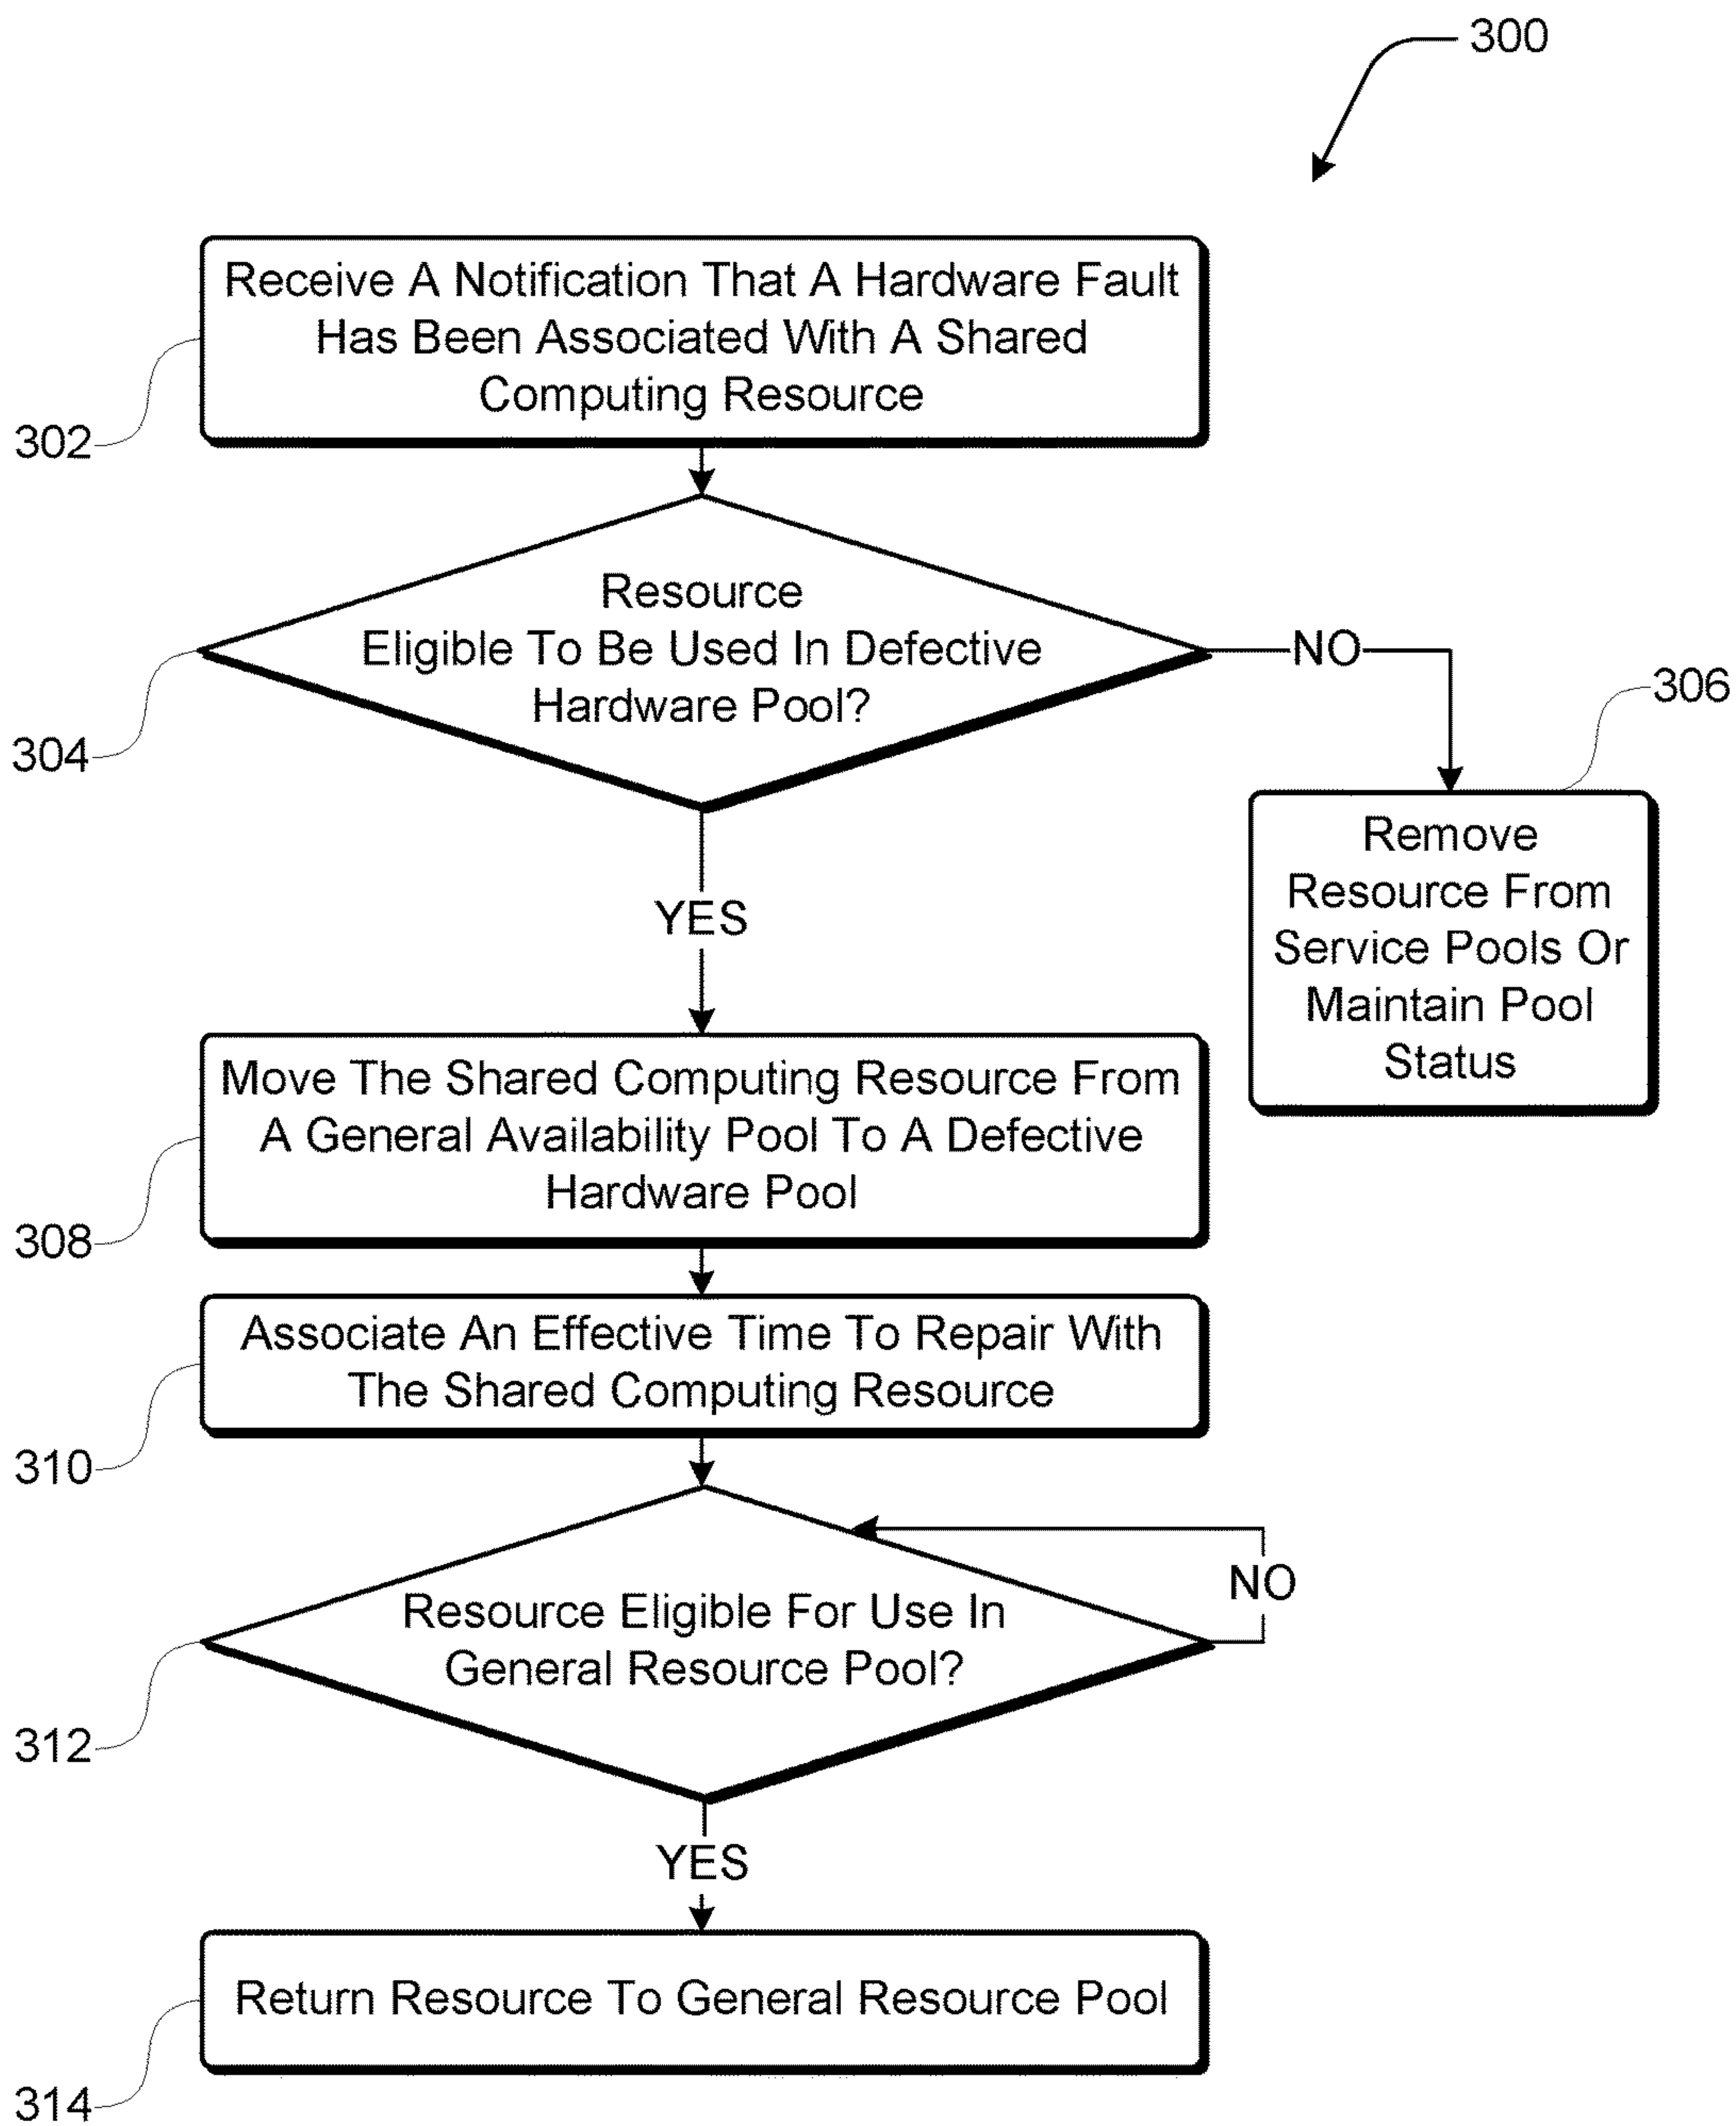 300
Receive A Notification That A Hardware Fault
Has Been Associated With A Shared
Computing Resource
302
Resource
Eligible To Be Used In Defective
Hardware Pool?
304
NO
306
Remove
Resource From
Service Pools Or
Maintain Pool
Status
YES
Move The Shared Computing Resource From
A General Availability Pool To A Defective
Hardware Pool
308
Associate An Effective Time To Repair With
The Shared Computing Resource
310
NO
Resource Eligible For Use In
General Resource Pool?
312
YES
Return Resource To General Resource Pool
314